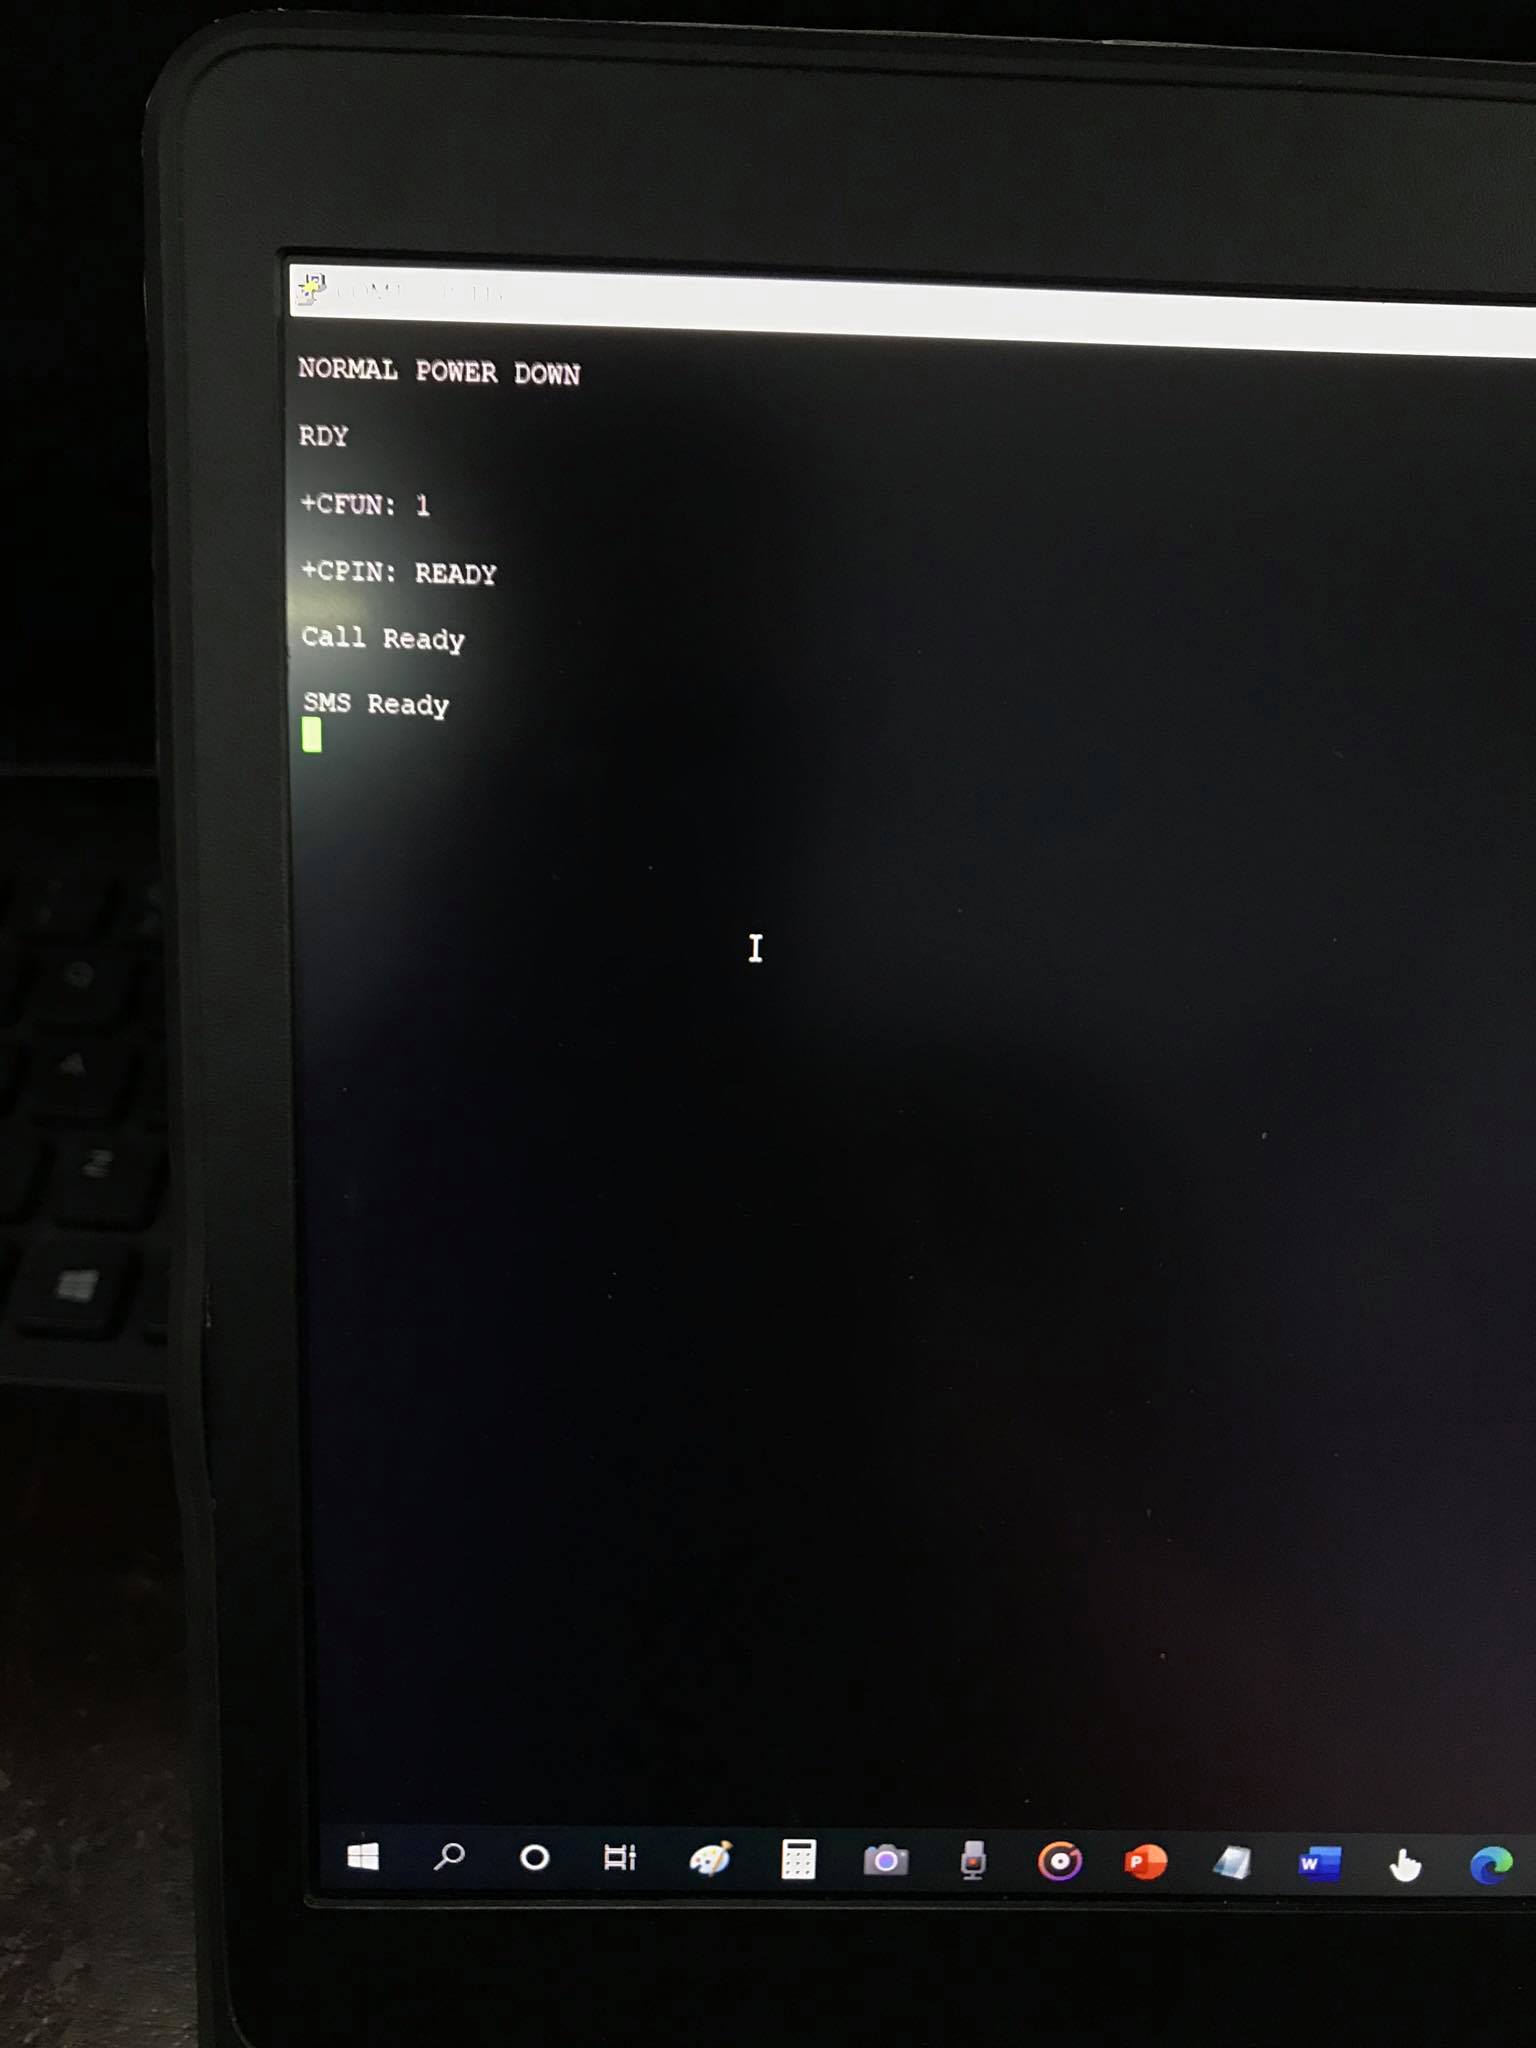 NORMAL POWER DOWN
RDY
+CFUN: 1
+CPIN: READY
Call Ready
SMS Ready